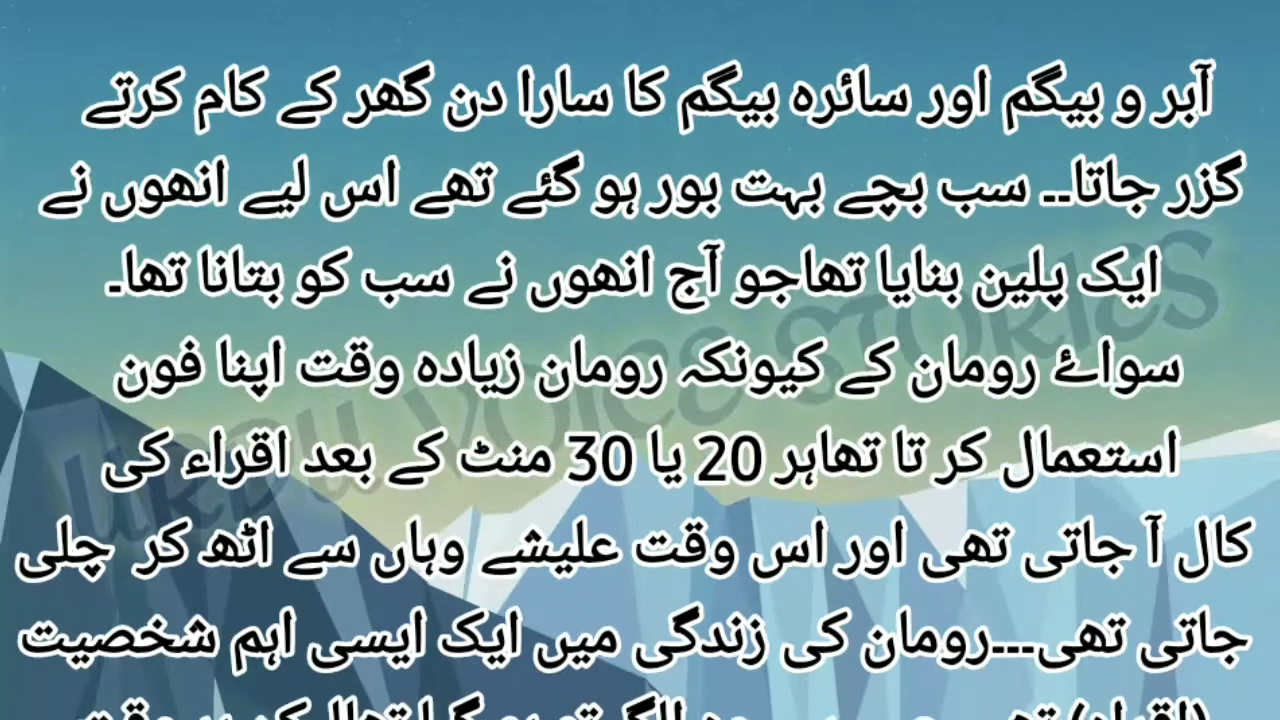 آبر و بیگم اور سائرہ بیگم کا سارا دن گھر کے کام کرتے
گزر جاتا۔۔ سب بچے بہت بور ہو گئے تھے اس لیے انھوں نے
ایک پلین بنایا تھاجو آج انھوں نے سب کو بتانا تھا۔
سواۓ رومان کے کیونکہ رومان زیادہ وقت اپنا فون
استعمال کر تا تھاہر 20 یا 30 منٹ کے بعد اقراء کی
کال آ جاتی تھی اور اس وقت علیشے وہاں سے اٹھ کر چلی
جاتی تھی۔۔۔رومان کی زندگی میں ایک ایسی اہم شخصیت
URDU VOICE STORIES